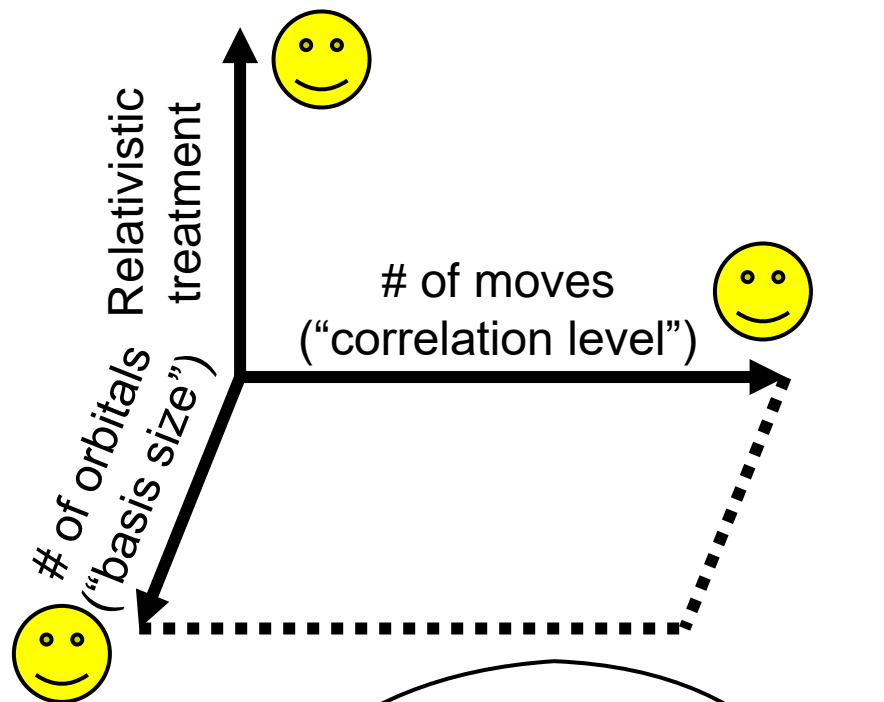 Relativistic
treatment
# of moves
(“correlation level”)
# of orbitals
(“basis size”)